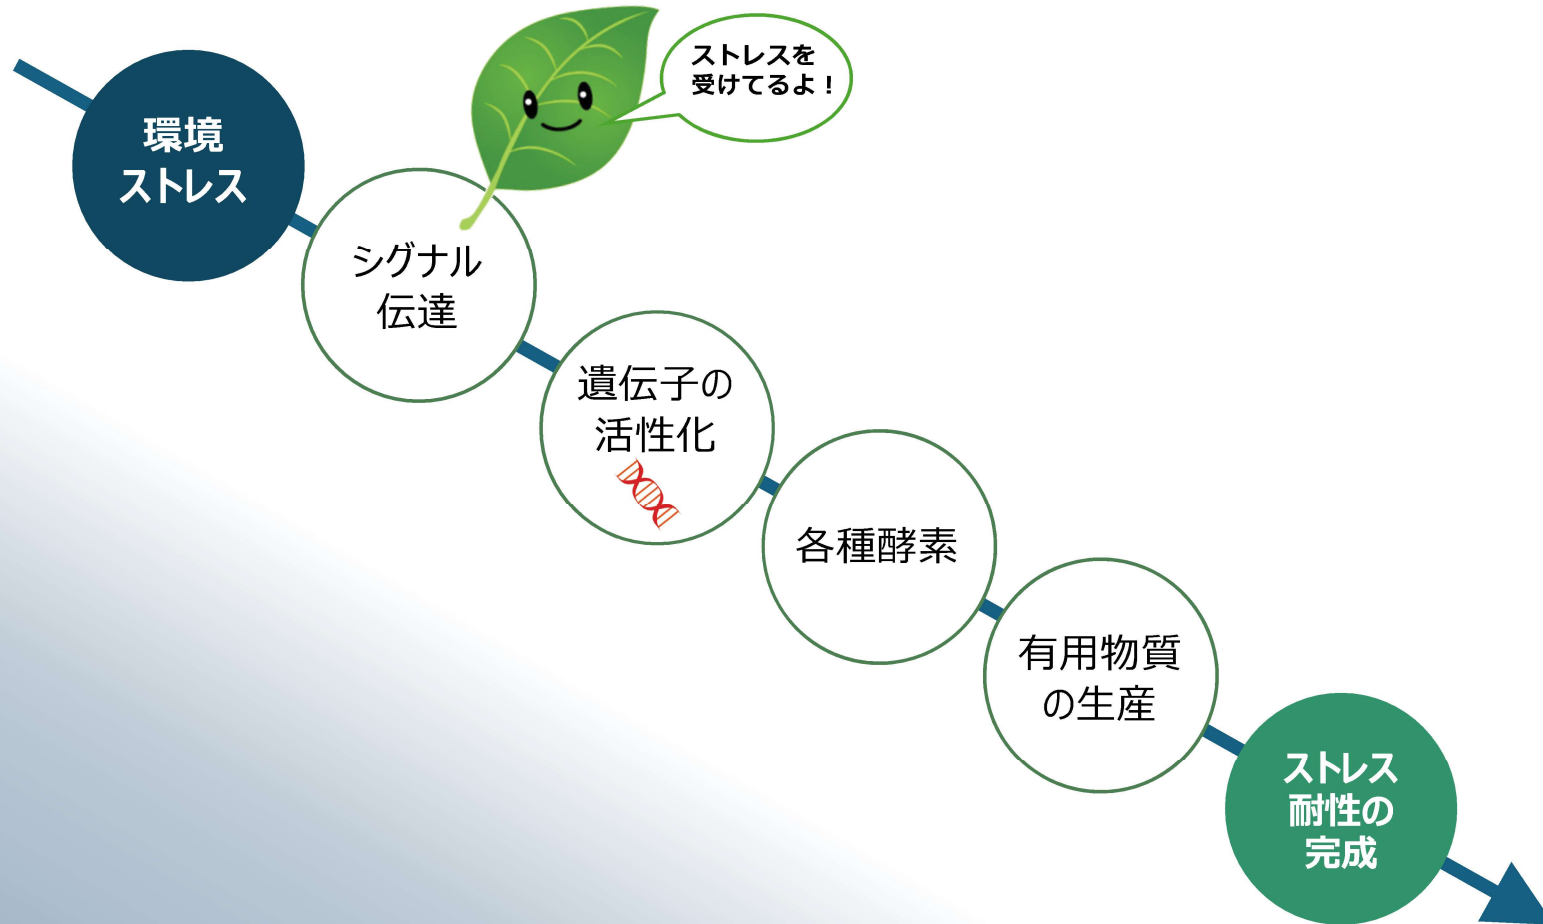 環境
ストレス
ストレスを
受けてるよ！
シグナル
伝達
遺伝子の
活性化
各種酵素
有用物質
の生産
ストレス
耐性の
完成